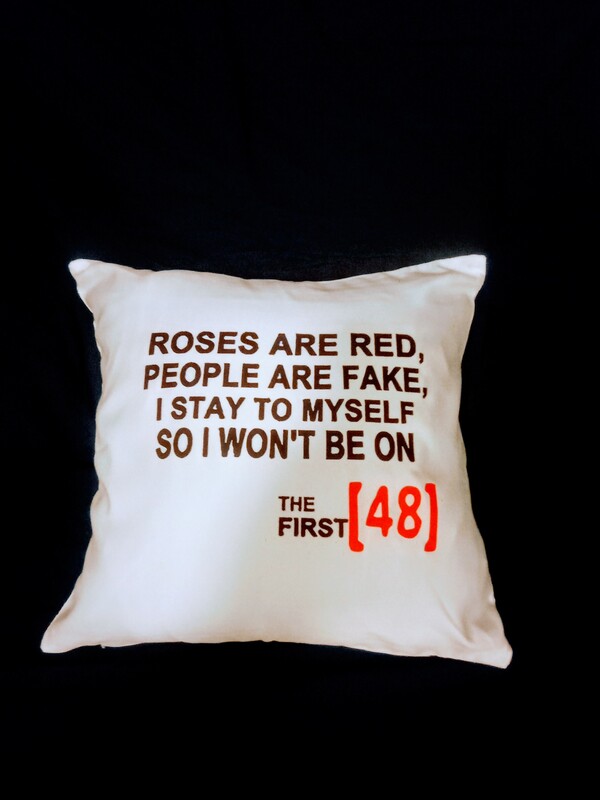 ROSES ARE RED,
PEOPLE ARE FAKE,
I STAY TO MYSELF
SO I WON'T BE ON
THE
FIRST [48]